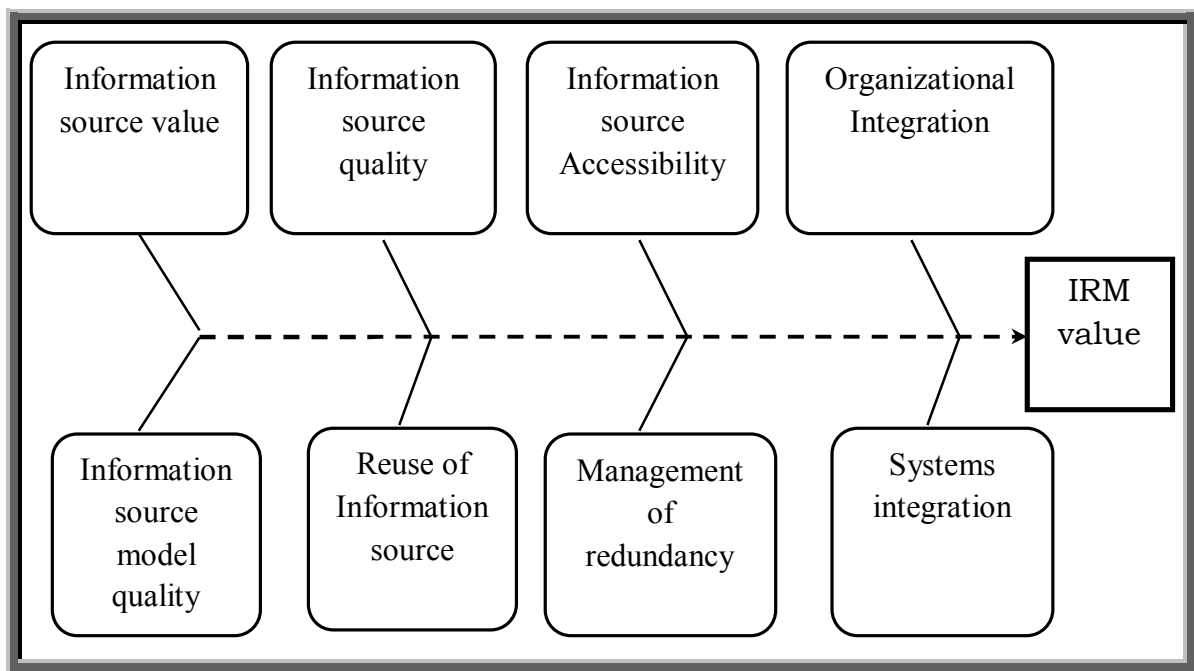 Information
source value
Information
source
quality
Information
source
Accessibility
Organizational
Integration
IRM
value
Information
source
model
quality
Reuse of
Information
source
Management
of
redundancy
Systems
integration